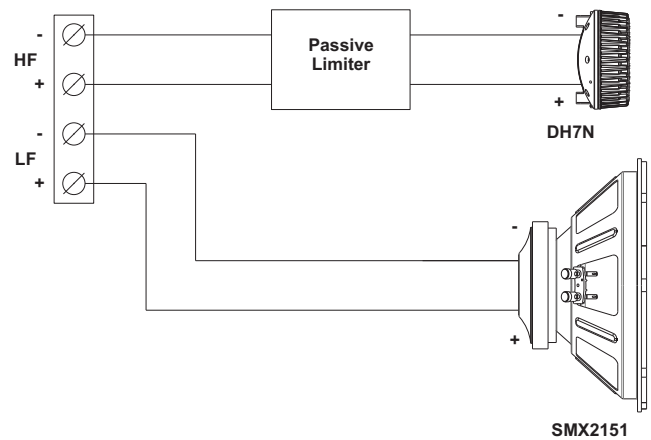 -
HF
+
-
LF
+
Passive
Limiter
-
+
DH7N
-
+
SMX2151